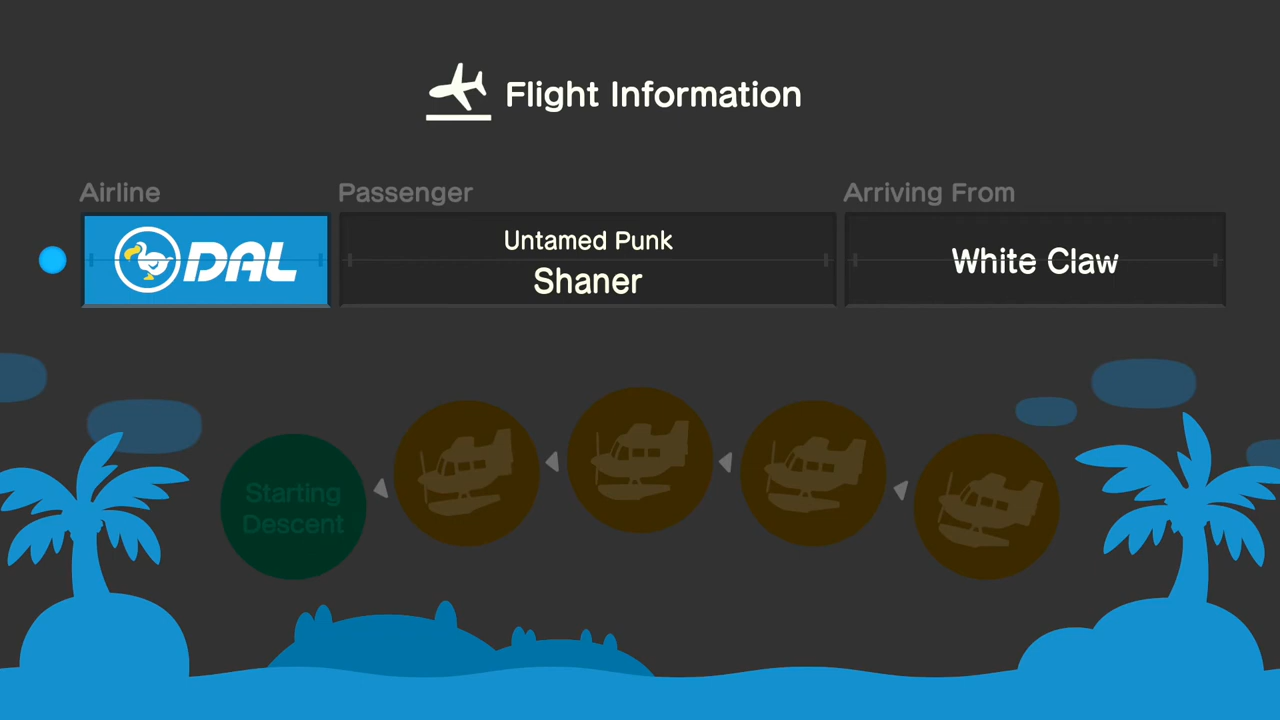 Flight Information
Airline
Passenger
Arriving From
DAL
Untamed Punk
Shaner
White Claw
Starting
Descent